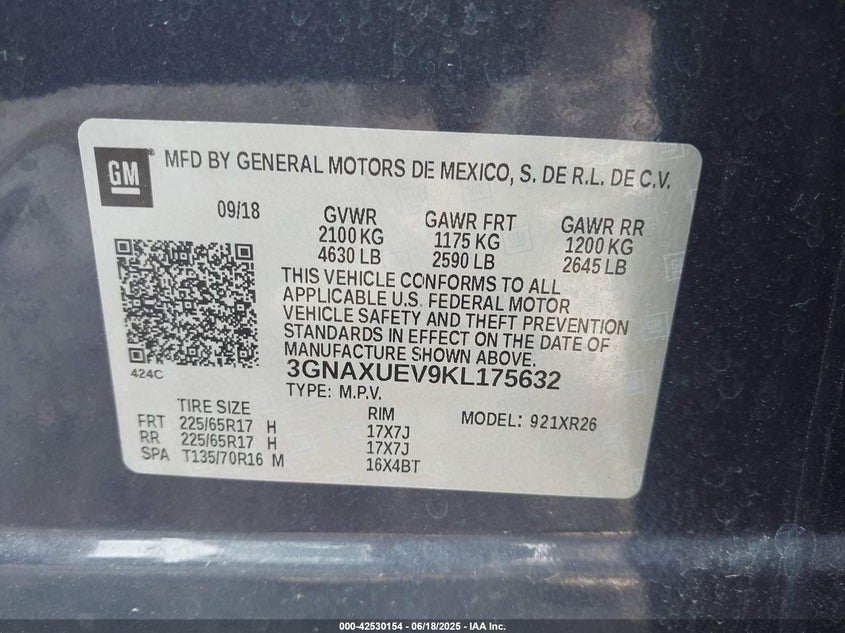 GM
MFD BY GENERAL MOTORS DE MEXICO, S. DE R.L. DE C.V.
09/18 GVWR GAWR FRT GAWR RR
2100 KG 1175 KG 1200 KG
4630 LB 2590 LB 2645 LB
THIS VEHICLE CONFORMS TO ALL
APPLICABLE U.S. FEDERAL MOTOR
VEHICLE SAFETY AND THEFT PREVENTION
STANDARDS IN EFFECT ON THE DATE OF
MANUFACTURE SHOWN ABOVE.
424C
3GNAXUEV9KL175632
TYPE: M.P.V.
TIRE SIZE RIM MODEL: 921XR26
FRT 225/65R17 H 17X7J
RR 225/65R17 H 17X7J
SPA T135/70R16 M 16X4BT
000-42530154 - 06/18/2025 - IAA Inc.